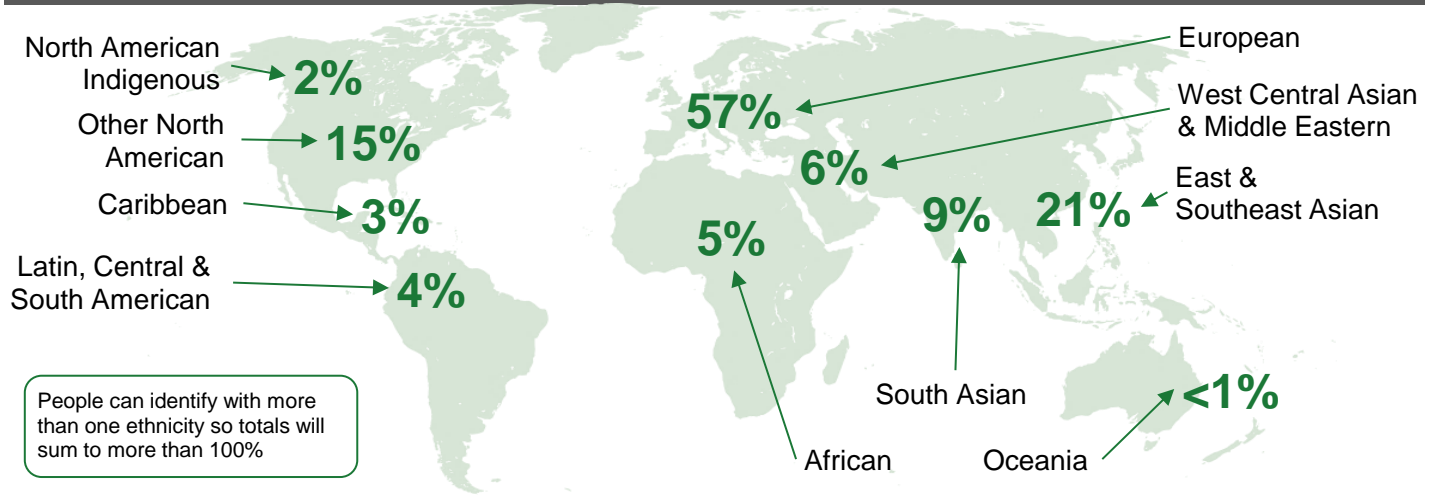 North American
Indigenous
2%
Other North
American
15%
Caribbean
3%
Latin, Central &
South American
4%
European
57%
West Central Asian
& Middle Eastern
6%
East &
Southeast Asian
21%
9%
South Asian
5%
African
<1%
Oceania
People can identify with more
than one ethnicity so totals will
sum to more than 100%